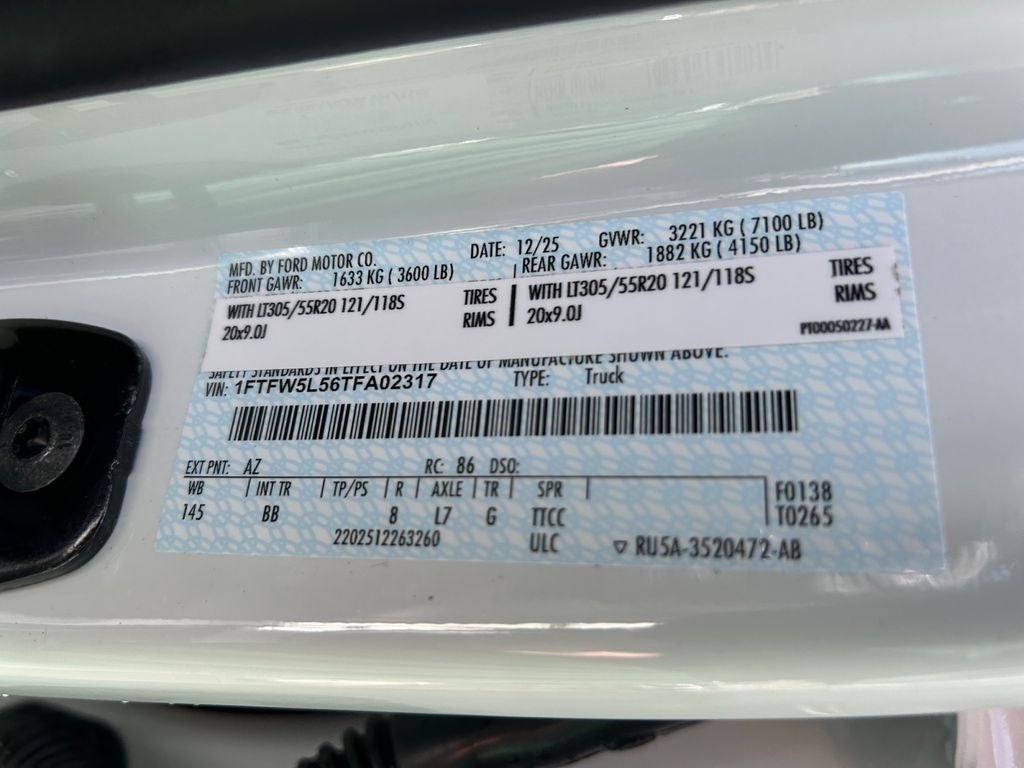 MFD. BY FORD MOTOR CO. DATE: 12/25 GVWR: 3221 KG ( 7100 LB)
FRONT GAWR: 1633 KG ( 3600 LB) REAR GAWR: 1882 KG ( 4150 LB)
WITH LT305/55R20 121/118S TIRES WITH LT305/55R20 121/118S TIRES
20x9.0J RIMS 20x9.0J RIMS
PT00050227-AA
SAFETY STANDARDS IN EFFECT ON THE DATE OF MANUFACTURE SHOWN ABOVE.
VIN: 1FTFW5L56TFA02317 TYPE: Truck
EXT PNT: AZ RC: 86 DSO:
WB INT TR TP/PS R AXLE TR SPR F0138
145 BB 8 L7 G TTCC T0265
2202512263260 ULC ▽ RU5A-3520472-AB